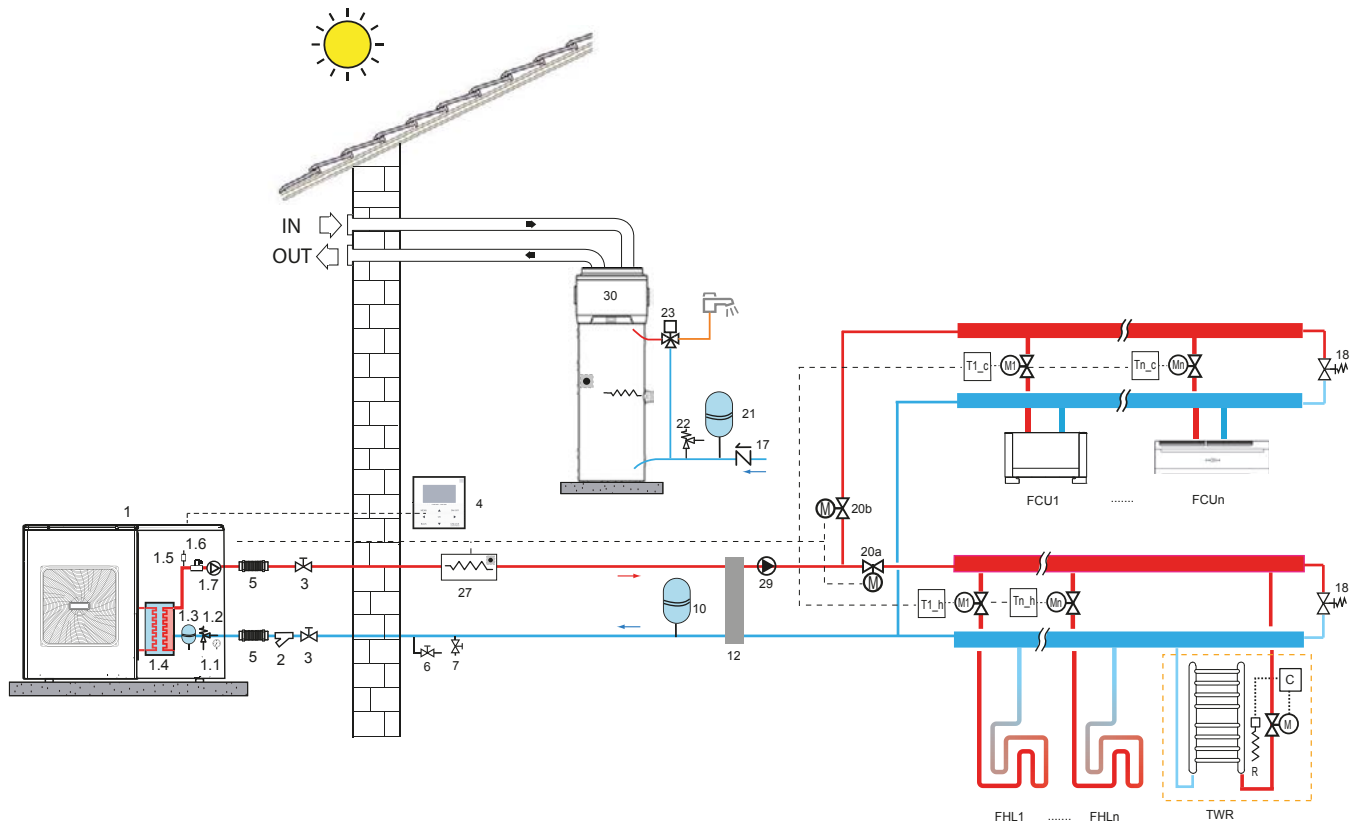 IN
OUT
30
23
21
22
17
T1_c
M1
Tn_c
Mn
18
FCU1
.......
FCUn
1
4
M
20b
1.6
1.5
1.7
5
3
27
29
20a
M
10
T1_h
M1
Tn_h
Mn
18
1.3
1.2
1.4
1.1
5
2
3
6
7
12
C
M
R
FHL1
.......
FHLn
TWR